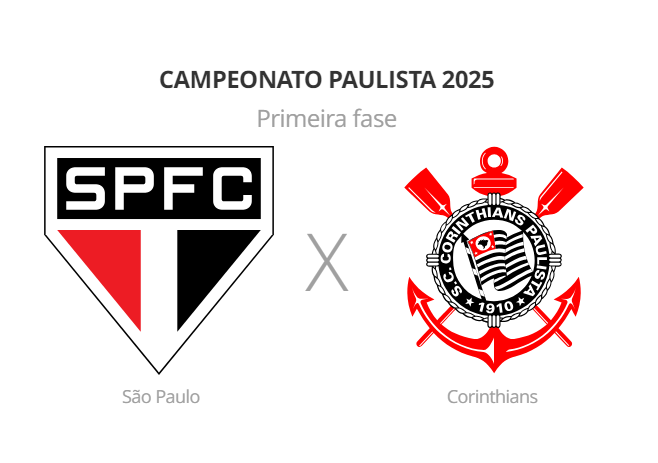 CAMPEONATO PAULISTA 2025
Primeira fase
SPFC
X
S.C. CORINTHIANS PAULISTA
★ 1910 ★
São Paulo
Corinthians